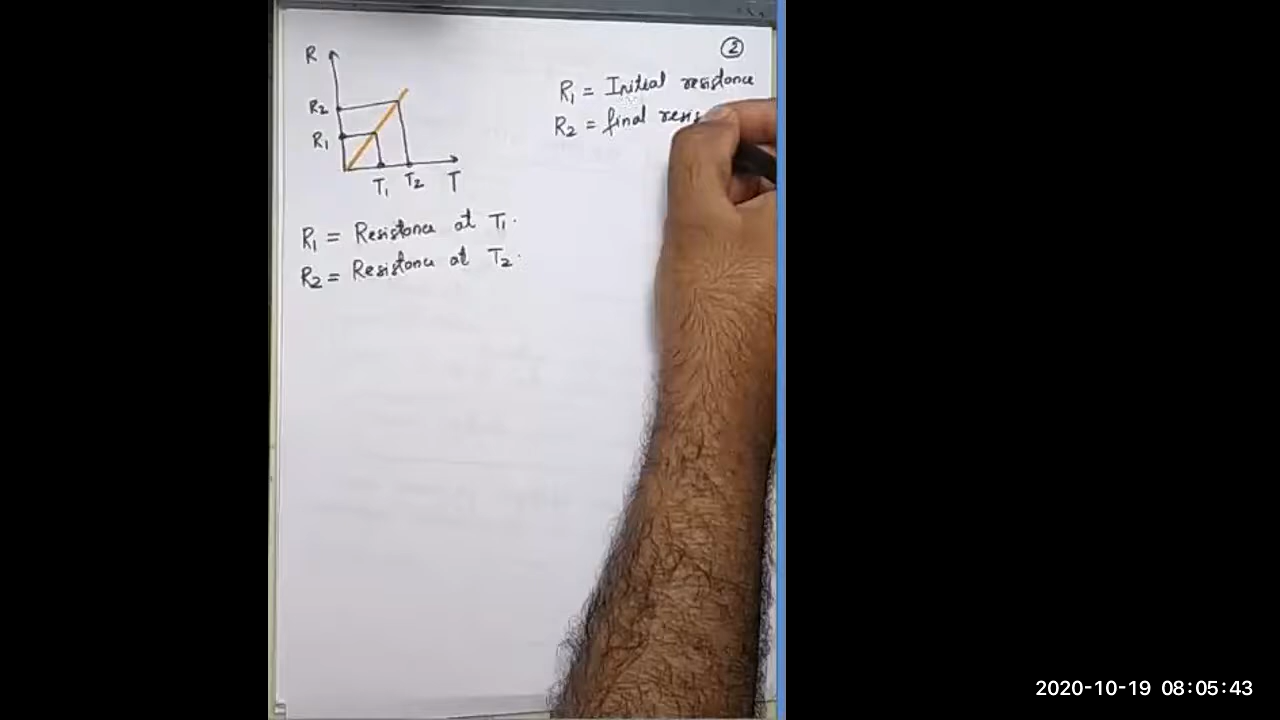 ②
R
R2
R1
T1 T2 T
R1 = Initial resistance
R2 = final resis
R1 = Resistance at T1.
R2 = Resistance at T2.
2020-10-19 08:05:43